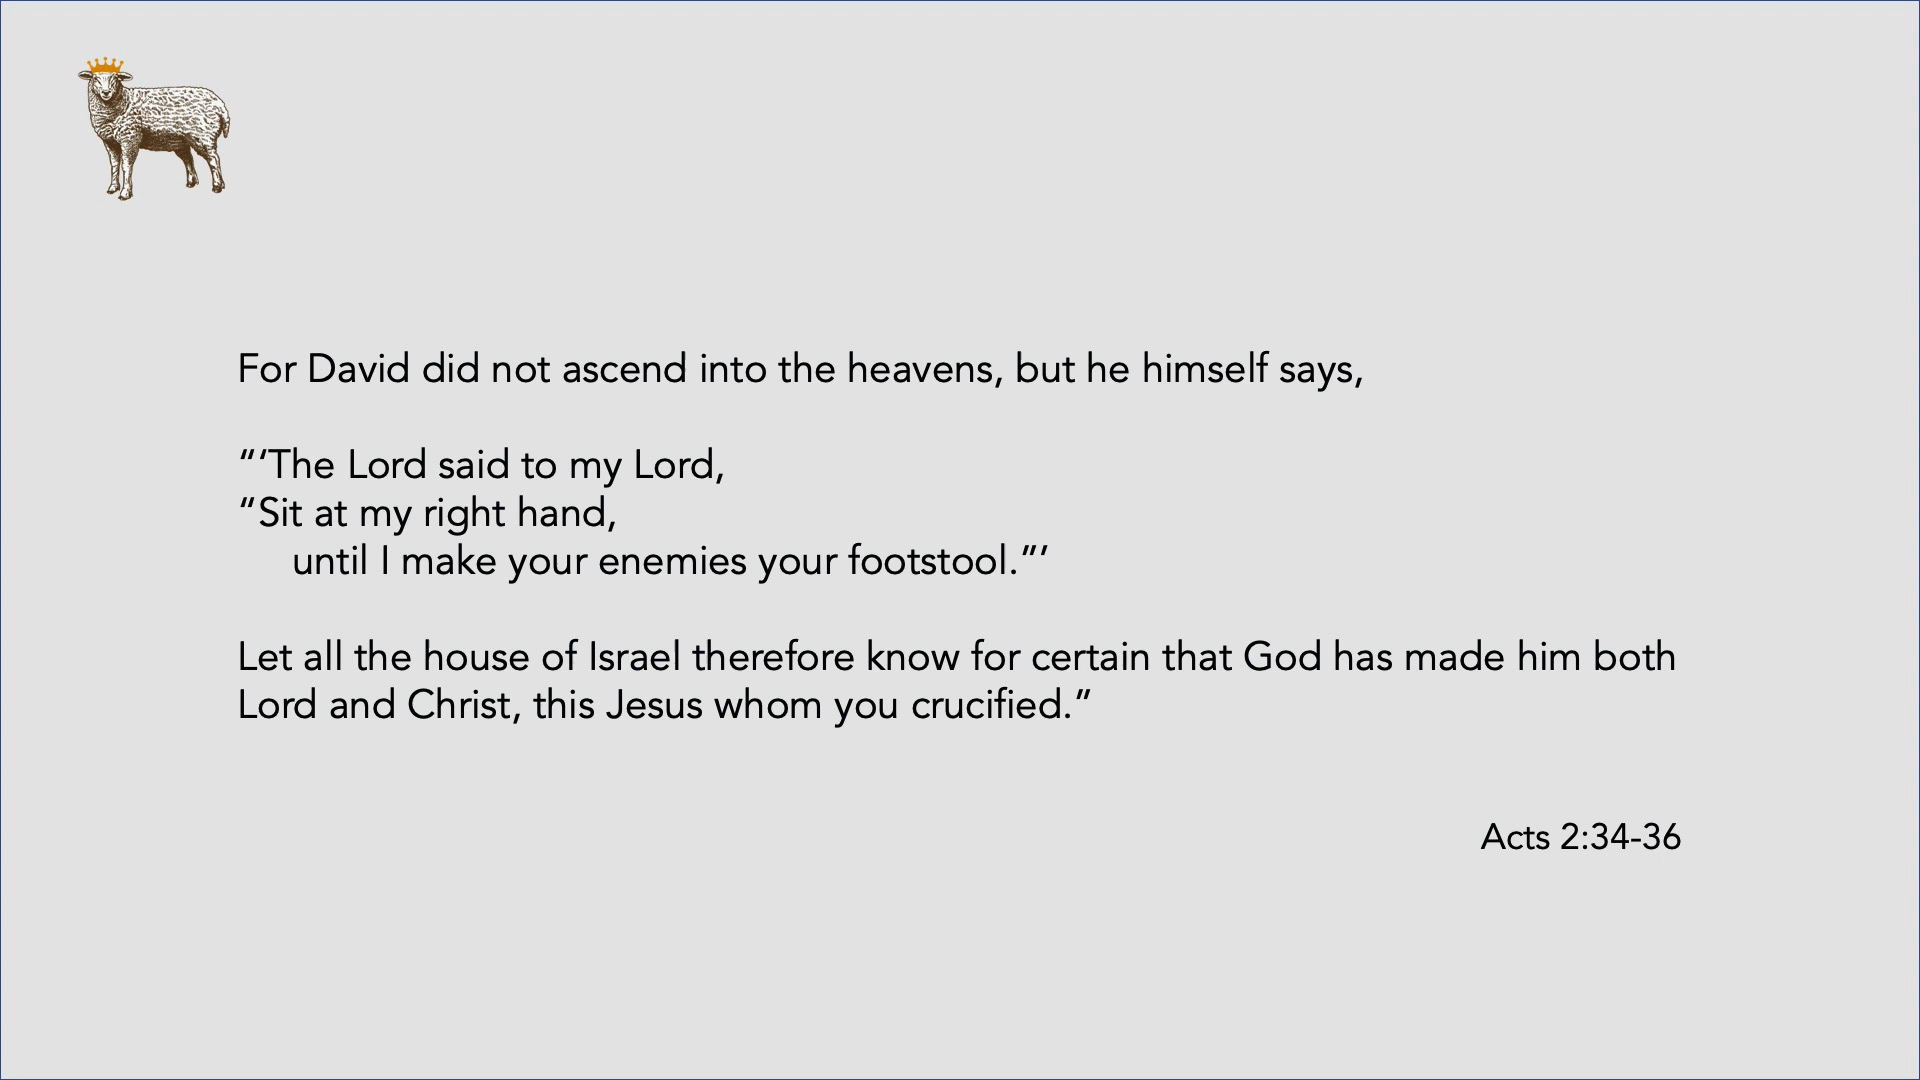 For David did not ascend into the heavens, but he himself says,
“‘The Lord said to my Lord,
“Sit at my right hand,
until I make your enemies your footstool.”’
Let all the house of Israel therefore know for certain that God has made him both
Lord and Christ, this Jesus whom you crucified.”
Acts 2:34-36